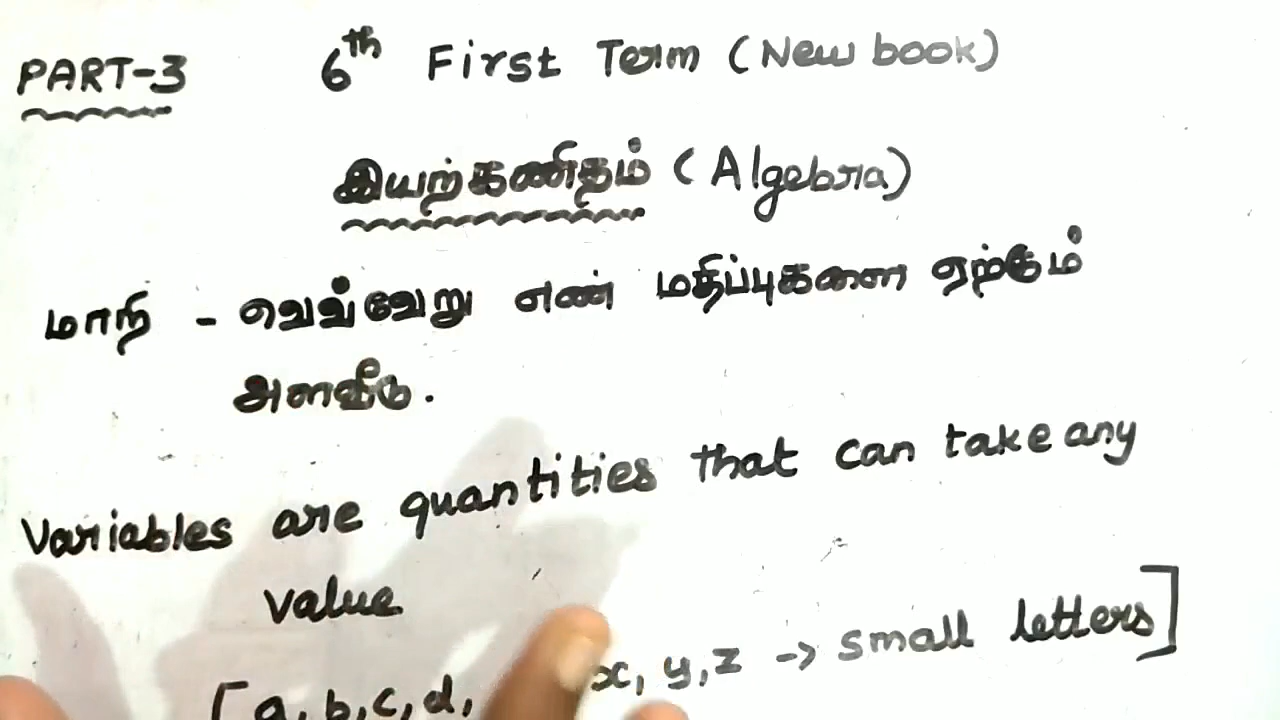 PART-3 6th First Term (New book)
இயற்கணிதம் (Algebra)
மாறி - வெவ்வேறு எண் மதிப்புகளை ஏற்கும்
அளவீடு.
Variables are quantities that can take any
value
[a, b, c, d, x, y, z -> small letters]